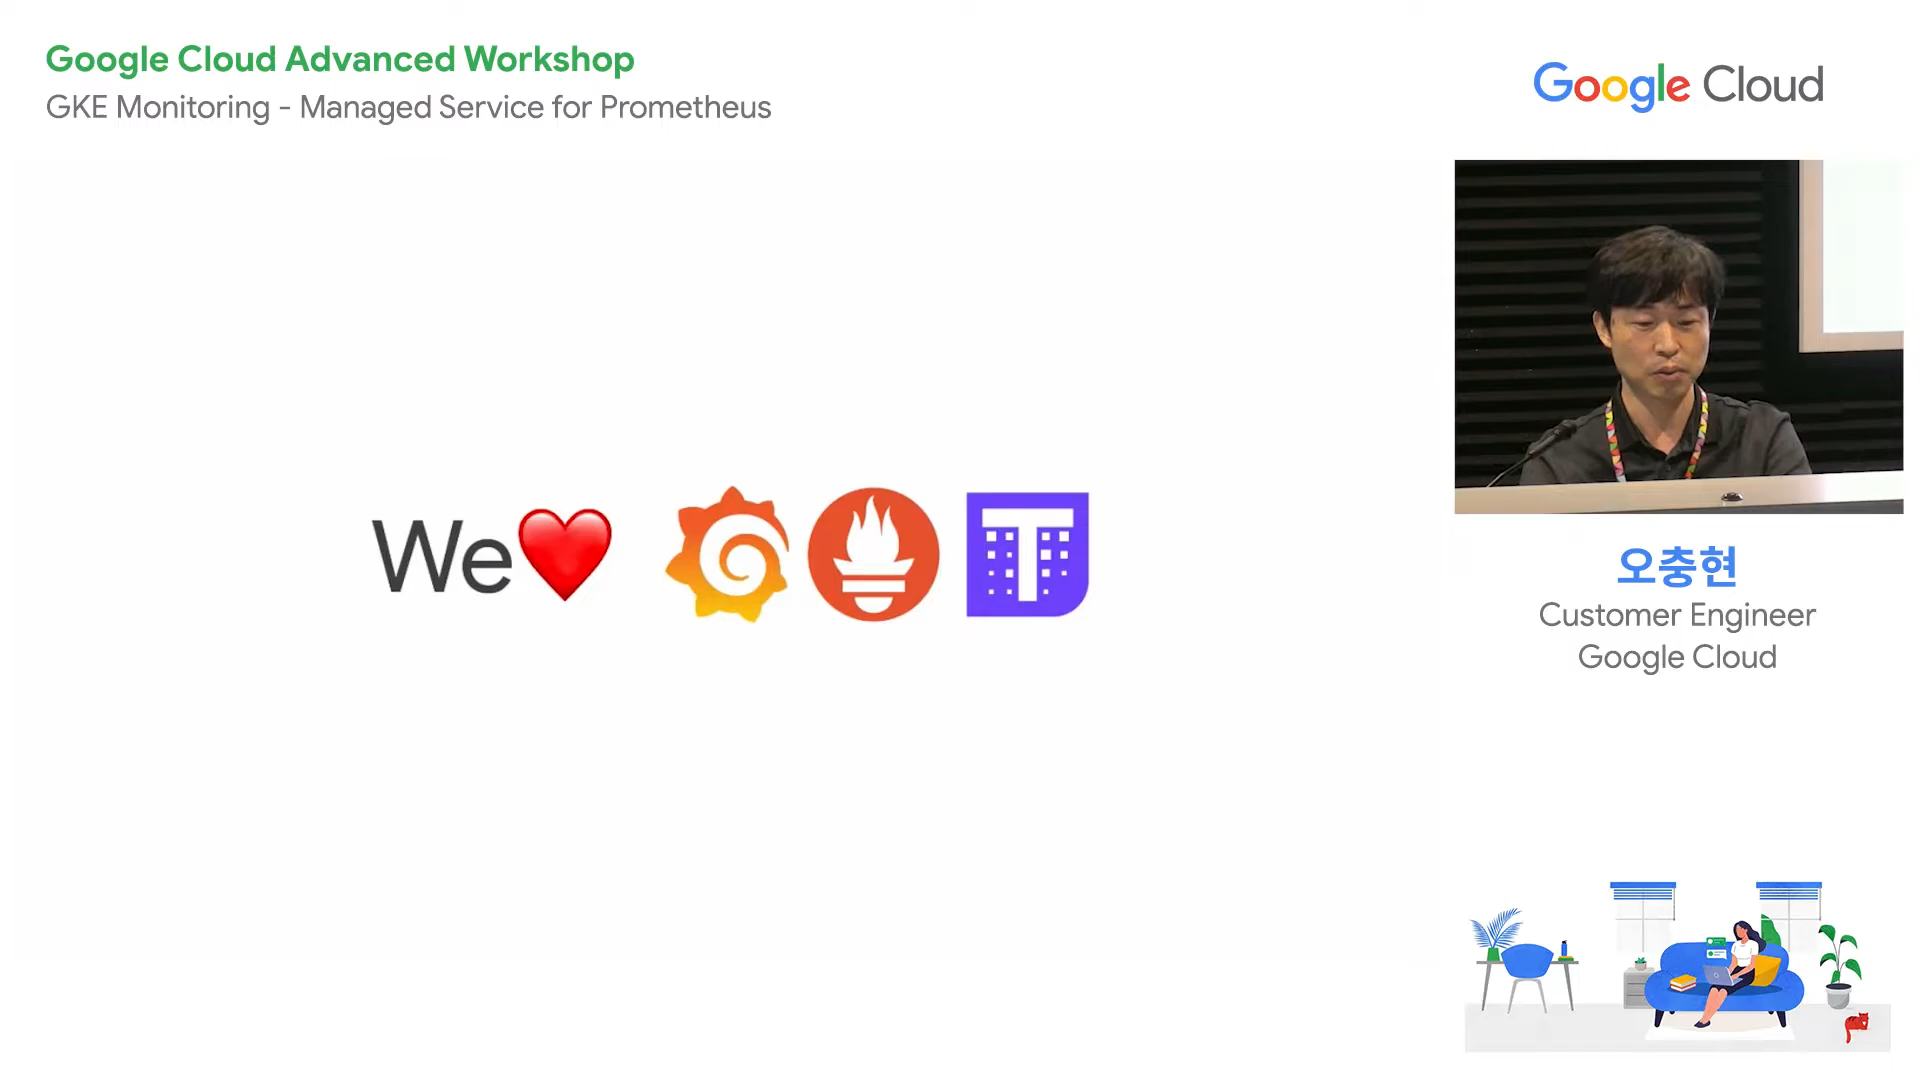 Google Cloud Advanced Workshop
GKE Monitoring - Managed Service for Prometheus
Google Cloud
We
T
오충현
Customer Engineer
Google Cloud